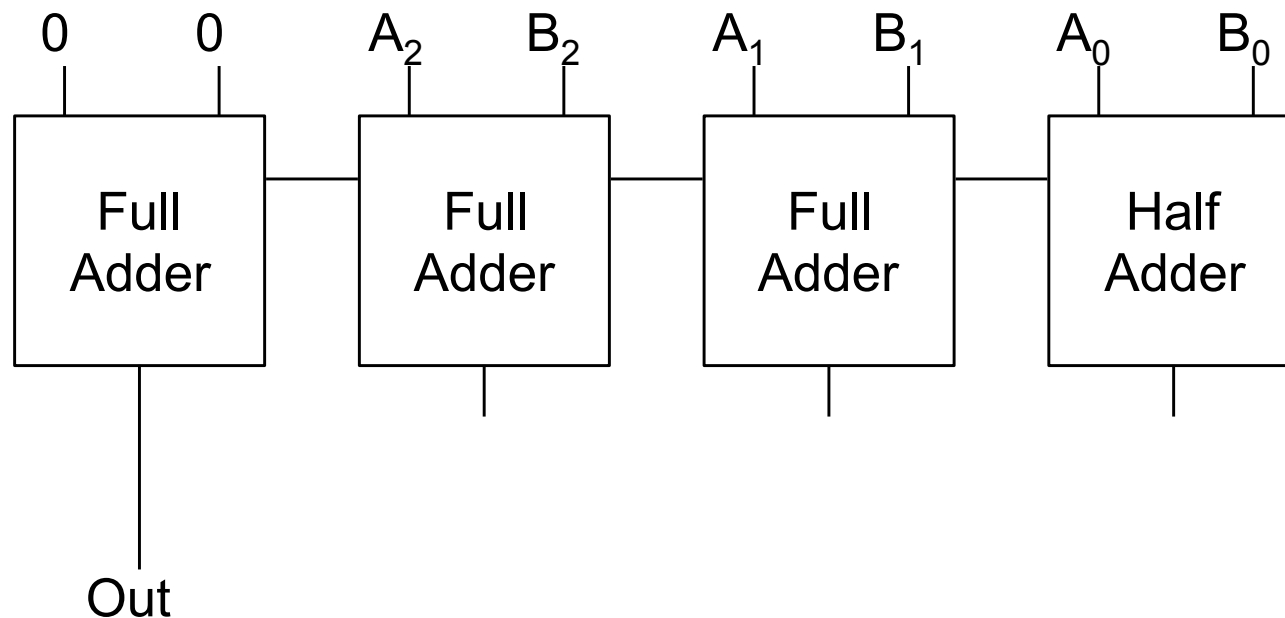 0 0 A₂ B₂ A₁ B₁ A₀ B₀
Full Full Full Half
Adder Adder Adder Adder
Out